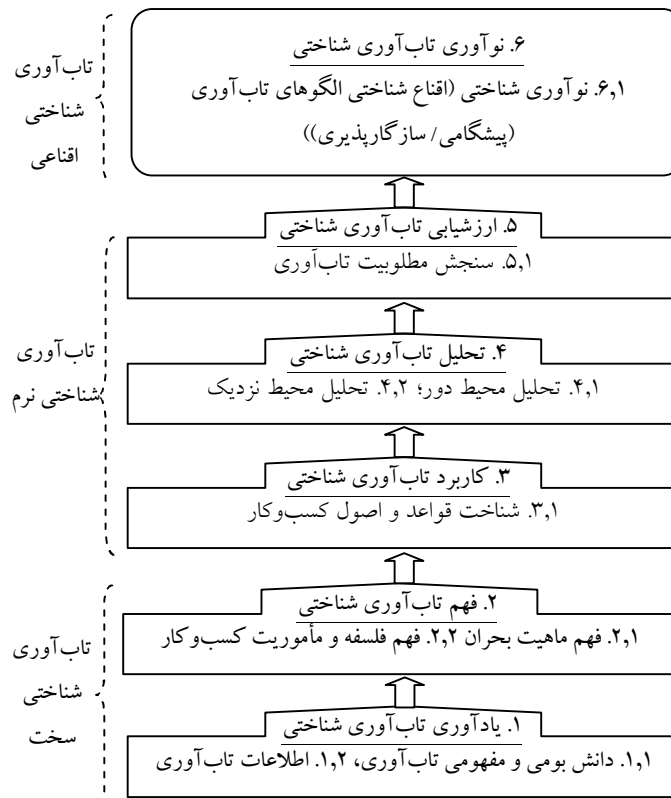 ۶. نوآوری تاب‌آوری شناختی
۶,۱. نوآوری شناختی (اقناع شناختی الگوهای تاب‌آوری
(پیشگامی/ سازگارپذیری))
تاب‌آوری
شناختی
اقناعی
۵. ارزشیابی تاب‌آوری شناختی
۵,۱. سنجش مطلوبیت تاب‌آوری
۴. تحلیل تاب‌آوری شناختی
۴,۱. تحلیل محیط دور؛ ۴,۲. تحلیل محیط نزدیک
۳. کاربرد تاب‌آوری شناختی
۳,۱. شناخت قواعد و اصول کسب‌وکار
تاب‌آوری
شناختی نرم
۲. فهم تاب‌آوری شناختی
۲,۱. فهم ماهیت بحران ۲,۲. فهم فلسفه و مأموریت کسب‌وکار
۱. یادآوری تاب‌آوری شناختی
۱,۱. دانش بومی و مفهومی تاب‌آوری، ۱,۲. اطلاعات تاب‌آوری
تاب‌آوری
شناختی
سخت